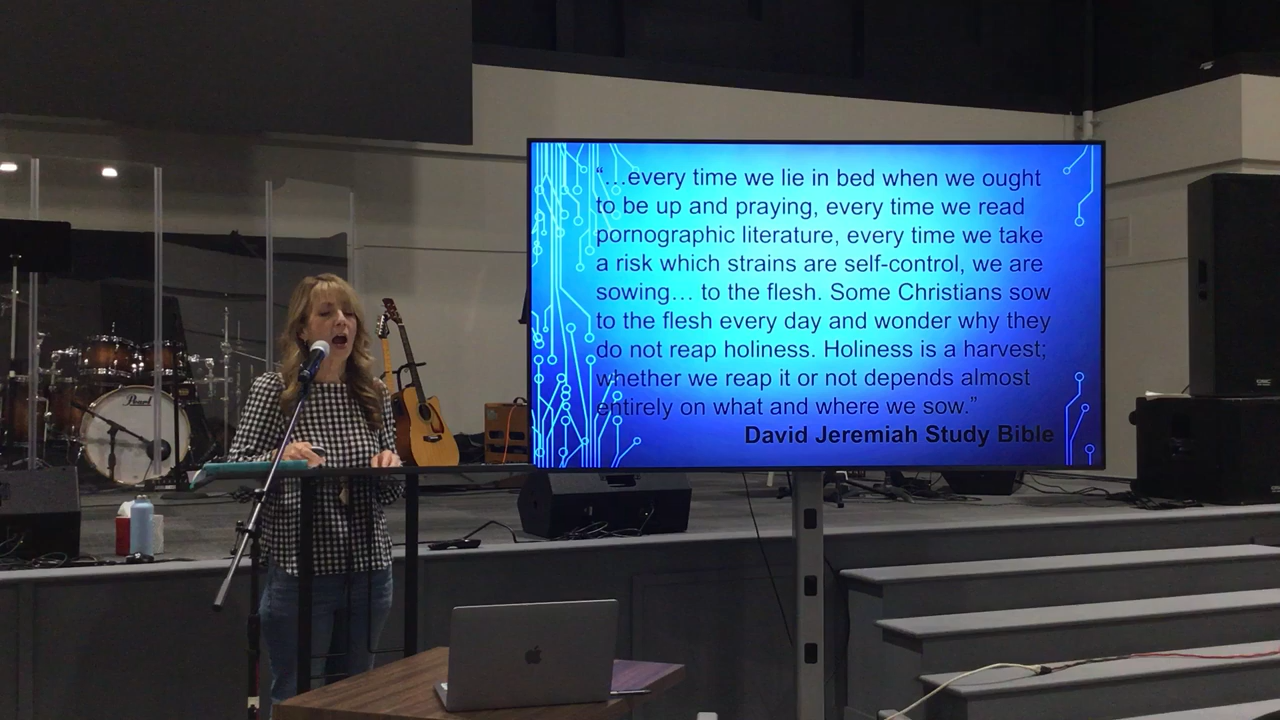 “…every time we lie in bed when we ought
to be up and praying, every time we read
pornographic literature, every time we take
a risk which strains are self-control, we are
sowing… to the flesh. Some Christians sow
to the flesh every day and wonder why they
do not reap holiness. Holiness is a harvest;
whether we reap it or not depends almost
entirely on what and where we sow.”
David Jeremiah Study Bible
Pearl